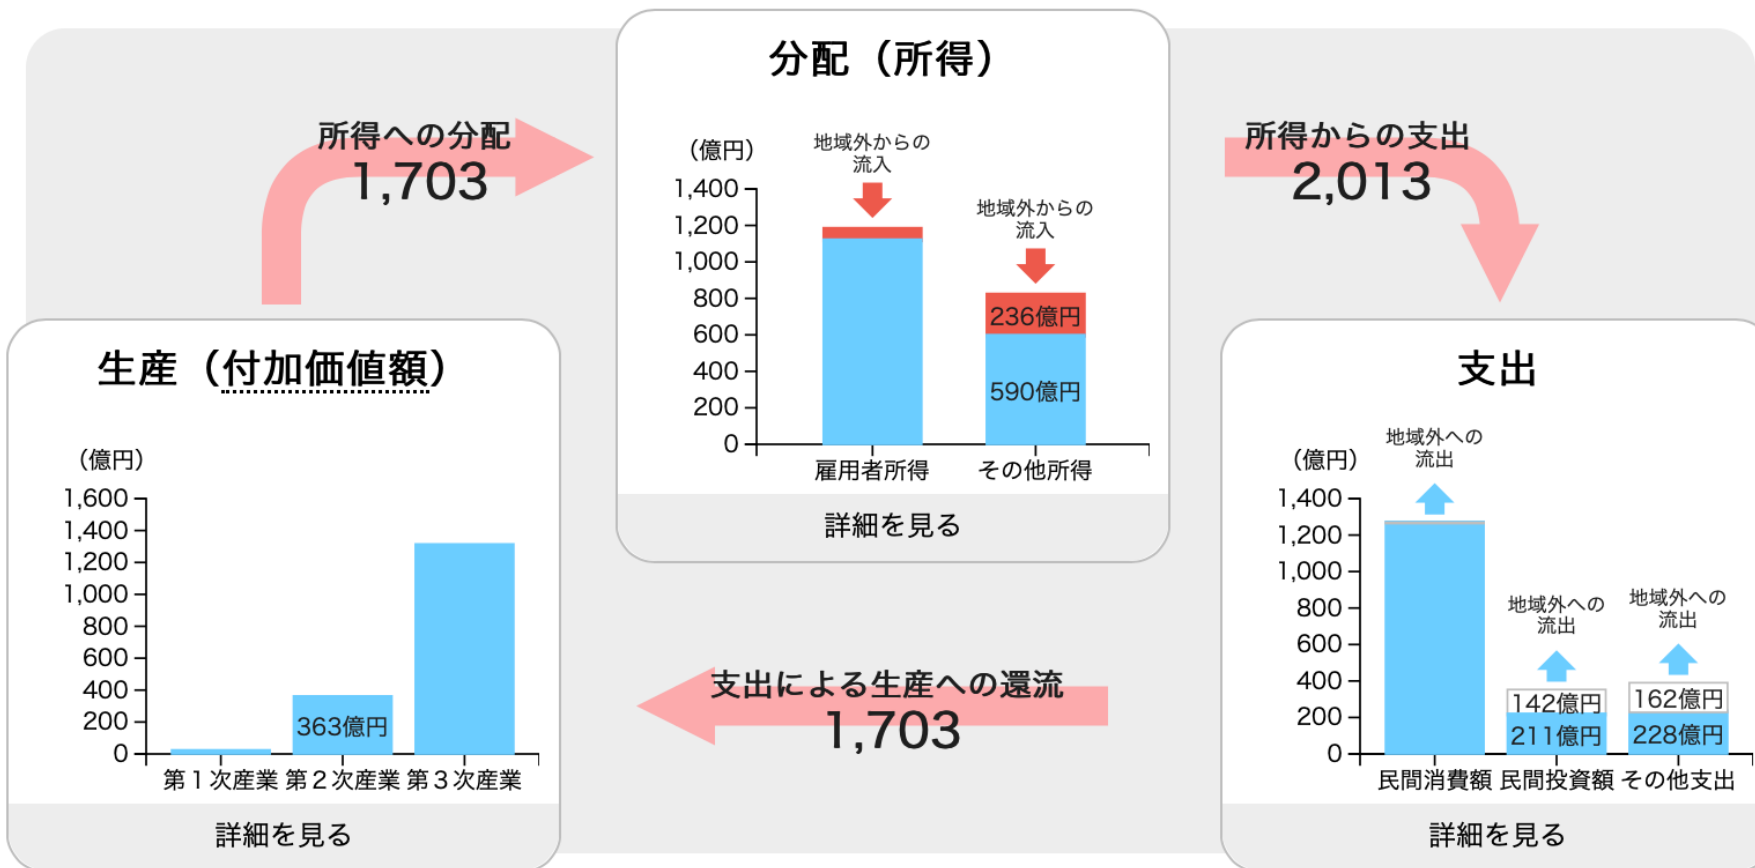 分配（所得）
所得への分配
1,703
所得からの支出
2,013
（億円）
地域外からの
流入
地域外からの
流入
1,400
1,200
1,000
800
600
400
200
0
236億円
590億円
雇用者所得
その他所得
詳細を見る
生産（付加価値額）
（億円）
1,600
1,400
1,200
1,000
800
600
400
200
0
363億円
第１次産業
第２次産業
第３次産業
詳細を見る
支出による生産への還流
1,703
支出
（億円）
地域外への
流出
地域外への
流出
地域外への
流出
1,400
1,200
1,000
800
600
400
200
0
142億円
211億円
162億円
228億円
民間消費額
民間投資額
その他支出
詳細を見る